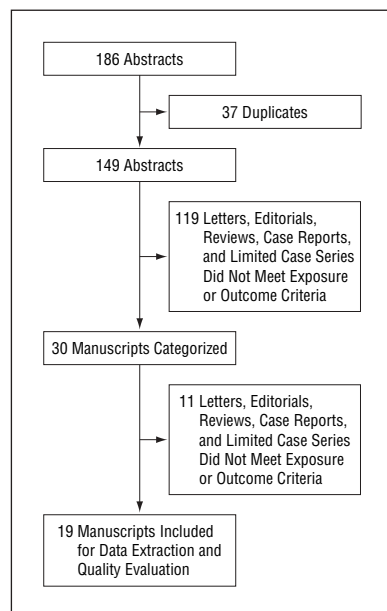 186 Abstracts
37 Duplicates
149 Abstracts
119 Letters, Editorials,
Reviews, Case Reports,
and Limited Case Series
Did Not Meet Exposure
or Outcome Criteria
30 Manuscripts Categorized
11 Letters, Editorials,
Reviews, Case Reports,
and Limited Case Series
Did Not Meet Exposure
or Outcome Criteria
19 Manuscripts Included
for Data Extraction and
Quality Evaluation